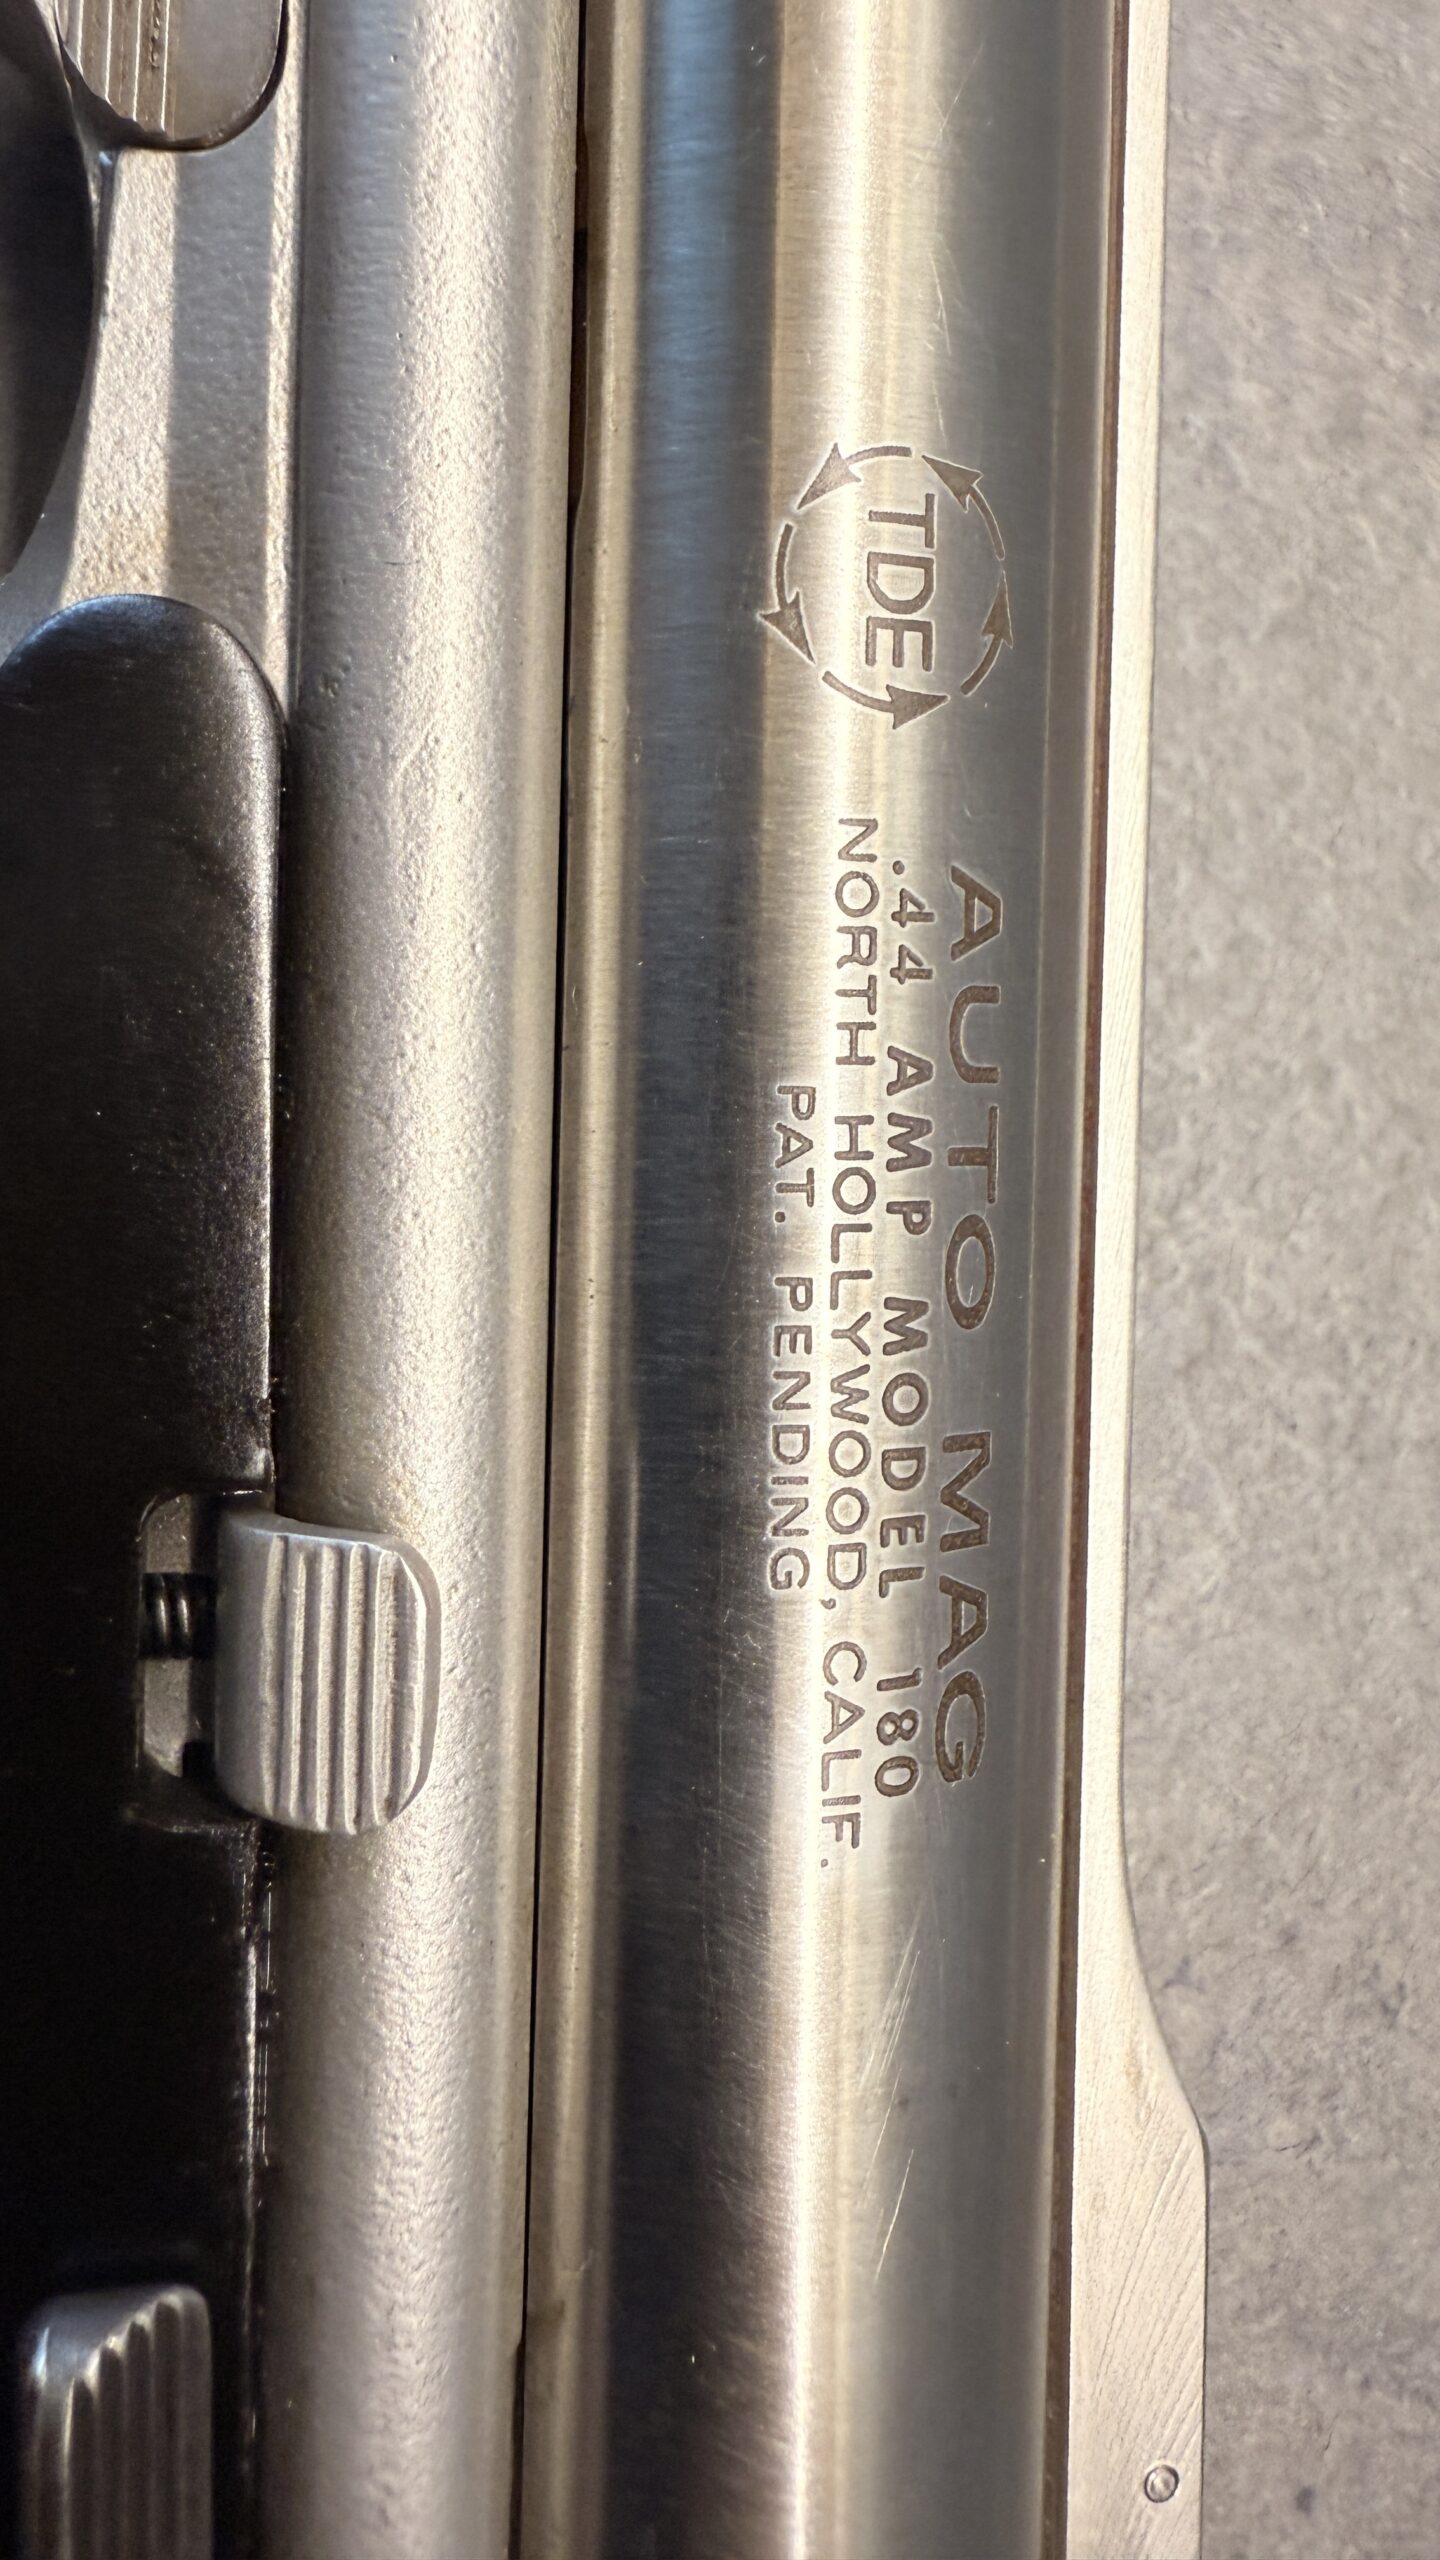 TDE
AUTO MAG
.44 AMP MODEL 180
NORTH HOLLYWOOD, CALIF.
PAT. PENDING